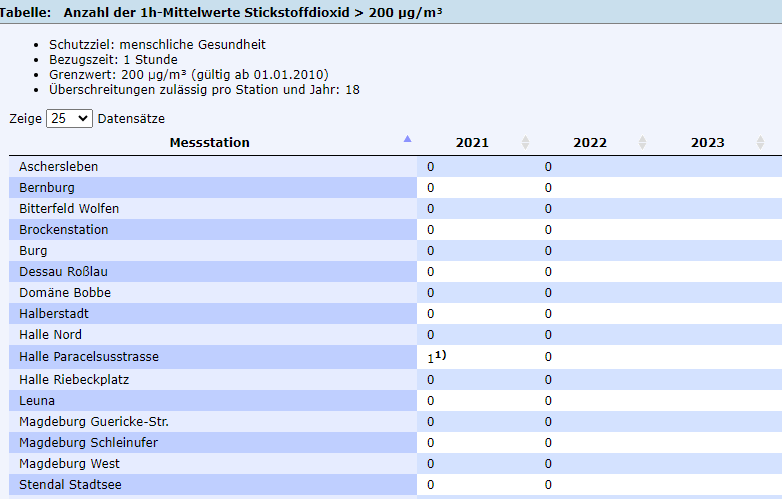 Tabelle: Anzahl der 1h-Mittelwerte Stickstoffdioxid > 200 µg/m³
• Schutzziel: menschliche Gesundheit
• Bezugszeit: 1 Stunde
• Grenzwert: 200 µg/m³ (gültig ab 01.01.2010)
• Überschreitungen zulässig pro Station und Jahr: 18
Zeige 25 Datensätze
Messstation 2021 2022 2023
Aschersleben 0 0
Bernburg 0 0
Bitterfeld Wolfen 0 0
Brockenstation 0 0
Burg 0 0
Dessau Roßlau 0 0
Domäne Bobbe 0 0
Halberstadt 0 0
Halle Nord 0 0
Halle Paracelsusstrasse 1¹⁾ 0
Halle Riebeckplatz 0 0
Leuna 0 0
Magdeburg Guericke-Str. 0 0
Magdeburg Schleinufer 0 0
Magdeburg West 0 0
Stendal Stadtsee 0 0